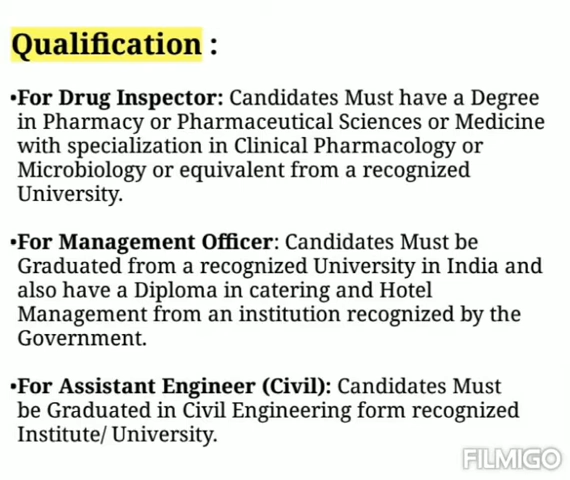 Qualification :
•For Drug Inspector: Candidates Must have a Degree
in Pharmacy or Pharmaceutical Sciences or Medicine
with specialization in Clinical Pharmacology or
Microbiology or equivalent from a recognized
University.
•For Management Officer: Candidates Must be
Graduated from a recognized University in India and
also have a Diploma in catering and Hotel
Management from an institution recognized by the
Government.
•For Assistant Engineer (Civil): Candidates Must
be Graduated in Civil Engineering form recognized
Institute/ University.
FILMIGO